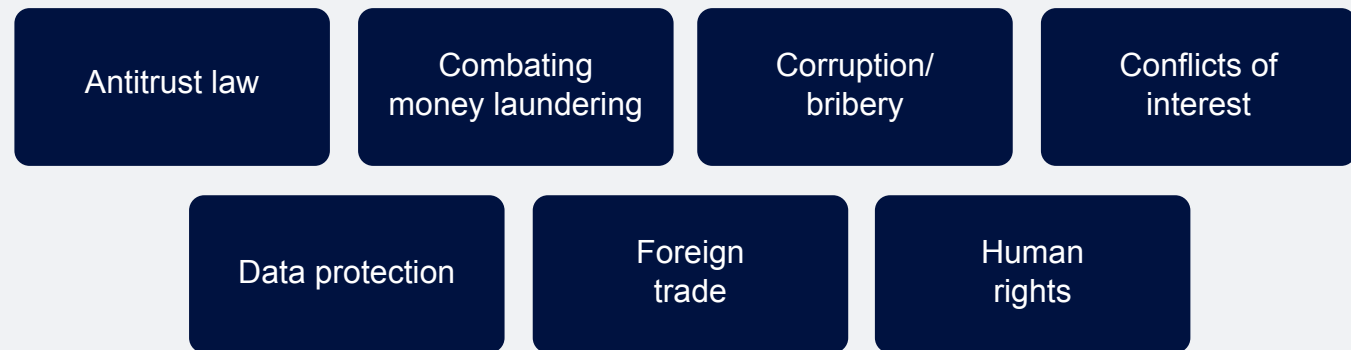 Antitrust law
Combating
money laundering
Corruption/
bribery
Conflicts of
interest
Data protection
Foreign
trade
Human
rights